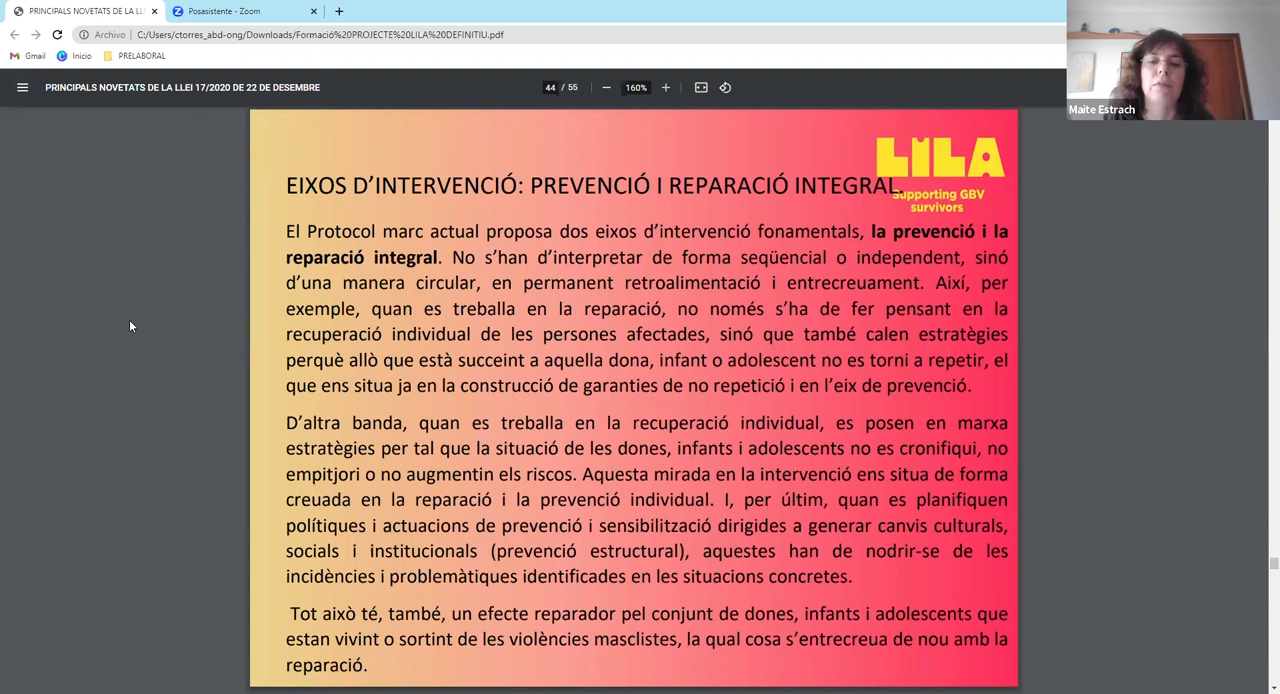 PRINCIPALS NOVETATS DE LA LLI
Posasistente - Zoom
Archivo
C:/Users/ctorres_abd-ong/Downloads/Formació%20PROJECTE%20LILA%20DEFINITIU.pdf
Gmail
Inicio
PRELABORAL
PRINCIPALS NOVETATS DE LA LLEI 17/2020 DE 22 DE DESEMBRE
44 / 55
160%
Maite Estrach
LILA
Supporting GBV
survivors
EIXOS D’INTERVENCIÓ: PREVENCIÓ I REPARACIÓ INTEGRAL.
El Protocol marc actual proposa dos eixos d’intervenció fonamentals, la prevenció i la
reparació integral. No s’han d’interpretar de forma seqüencial o independent, sinó
d’una manera circular, en permanent retroalimentació i entrecreuament. Així, per
exemple, quan es treballa en la reparació, no només s’ha de fer pensant en la
recuperació individual de les persones afectades, sinó que també calen estratègies
perquè allò que està succeint a aquella dona, infant o adolescent no es torni a repetir, el
que ens situa ja en la construcció de garanties de no repetició i en l’eix de prevenció.
D’altra banda, quan es treballa en la recuperació individual, es posen en marxa
estratègies per tal que la situació de les dones, infants i adolescents no es cronifiqui, no
empitjori o no augmentin els riscos. Aquesta mirada en la intervenció ens situa de forma
creuada en la reparació i la prevenció individual. I, per últim, quan es planifiquen
polítiques i actuacions de prevenció i sensibilització dirigides a generar canvis culturals,
socials i institucionals (prevenció estructural), aquestes han de nodrir-se de les
incidències i problemàtiques identificades en les situacions concretes.
Tot això té, també, un efecte reparador pel conjunt de dones, infants i adolescents que
estan vivint o sortint de les violències masclistes, la qual cosa s’entrecreua de nou amb la
reparació.